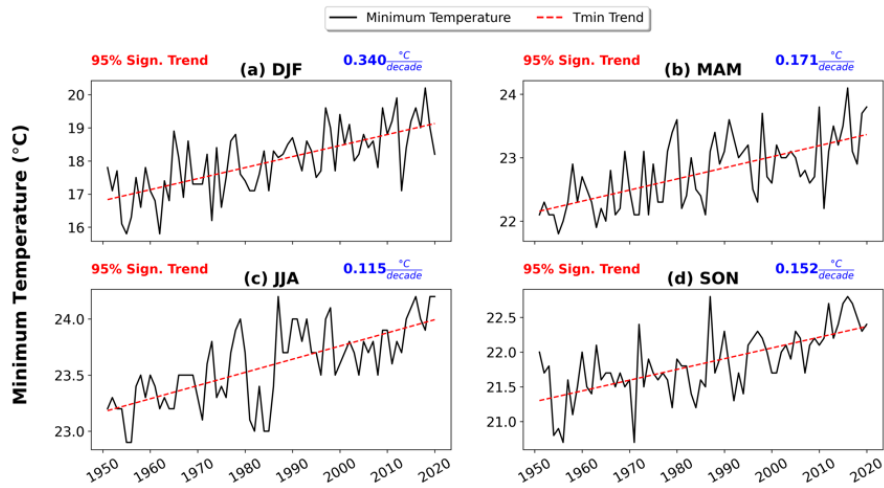 Minimum Temperature Tmin Trend
95% Sign. Trend (a) DJF 0.340 °C/decade
20
19
18
17
16
95% Sign. Trend (b) MAM 0.171 °C/decade
24
23
22
Minimum Temperature (°C)
95% Sign. Trend (c) JJA 0.115 °C/decade
24.0
23.5
23.0
1950 1960 1970 1980 1990 2000 2010 2020
95% Sign. Trend (d) SON 0.152 °C/decade
22.5
22.0
21.5
21.0
1950 1960 1970 1980 1990 2000 2010 2020